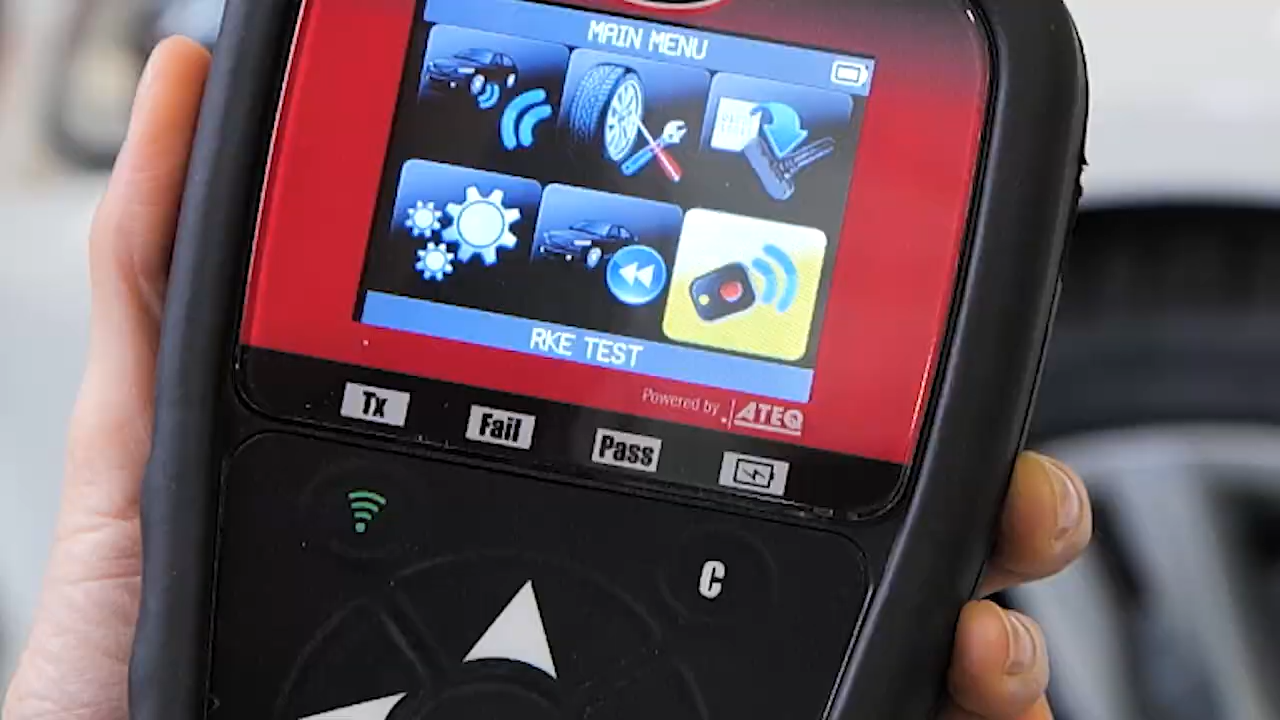 MAIN MENU
RKE TEST
Powered by ATEQ
Tx
Fail
Pass
C